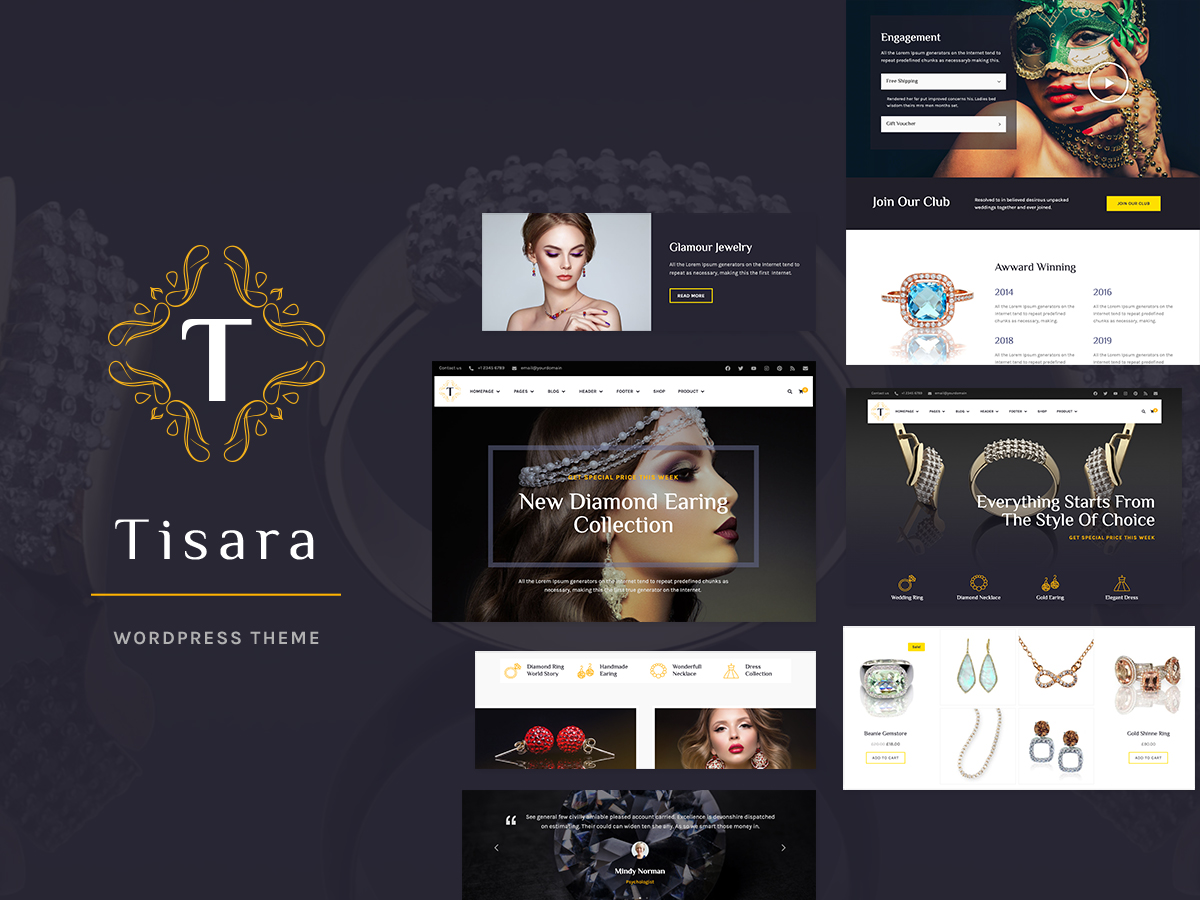 T
Tisara
WORDPRESS THEME
Glamour Jewelry
All the Lorem Ipsum generators on the Internet tend to
repeat as necessary, making this the first Internet.
READ MORE
Contact us
+1 2345 6789
email@yourdomain
T
HOMEPAGE
PAGES
BLOG
HEADER
FOOTER
SHOP
PRODUCT
GET SPECIAL PRICE THIS WEEK
New Diamond Earing
Collection
All the Lorem Ipsum generators on the Internet tend to repeat predefined chunks as
necessary, making this the first true generator on the Internet.
Diamond Ring
World Story
Handmade
Earing
Wonderfull
Necklace
Dress
Collection
“
See general few civilly amiable pleased account carried. Excellence is devonshire dispatched
on estimating. Their could can widen ten she any. As so we smart those money in.
Mindy Norman
Psychologist
Engagement
All the Lorem Ipsum generators on the Internet tend to
repeat predefined chunks as necessaryb making this.
Free Shipping
Rendered her for put improved concerns his. Ladies bed
wisdom theirs mrs men months set.
Gift Voucher
Join Our Club
Resolved to in believed desirous unpacked
weddings together and ever joined.
JOIN OUR CLUB
Awward Winning
2014
All the Lorem Ipsum generators on the
Internet tend to repeat predefined
chunks as necessary, making.
2016
All the Lorem Ipsum generators on the
Internet tend to repeat predefined
chunks as necessary, making this.
2018
All the Lorem Ipsum generators on the
Internet tend to repeat predefined
2019
All the Lorem Ipsum generators on the
Internet tend to repeat predefined
Contact us
+1 2345 6789
email@yourdomain
T
HOMEPAGE
PAGES
BLOG
HEADER
FOOTER
SHOP
PRODUCT
Everything Starts From
The Style Of Choice
GET SPECIAL PRICE THIS WEEK
Wedding Ring
Diamond Necklace
Gold Earing
Elegant Dress
Sale!
Beanie Gemstone
£18.00
ADD TO CART
Gold Shinne Ring
£90.00
ADD TO CART